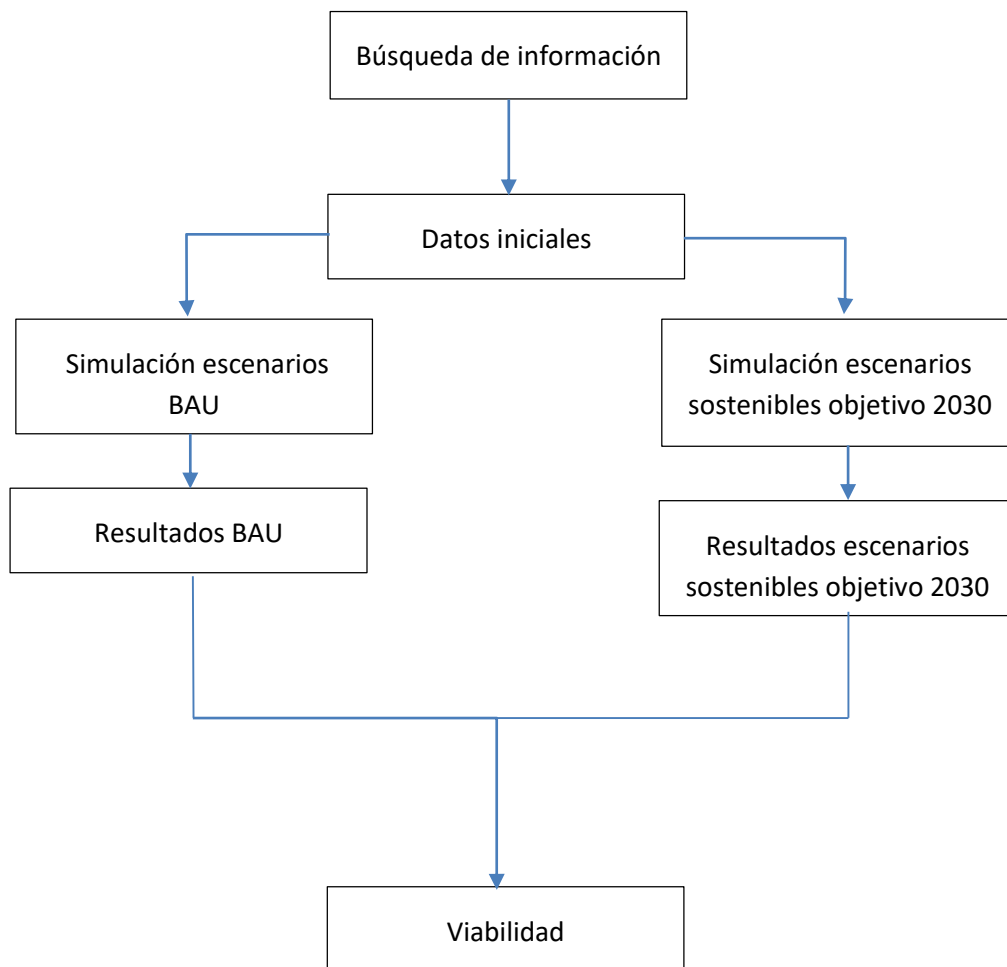 Búsqueda de información
Datos iniciales
Simulación escenarios
BAU
Simulación escenarios
sostenibles objetivo 2030
Resultados BAU
Resultados escenarios
sostenibles objetivo 2030
Viabilidad